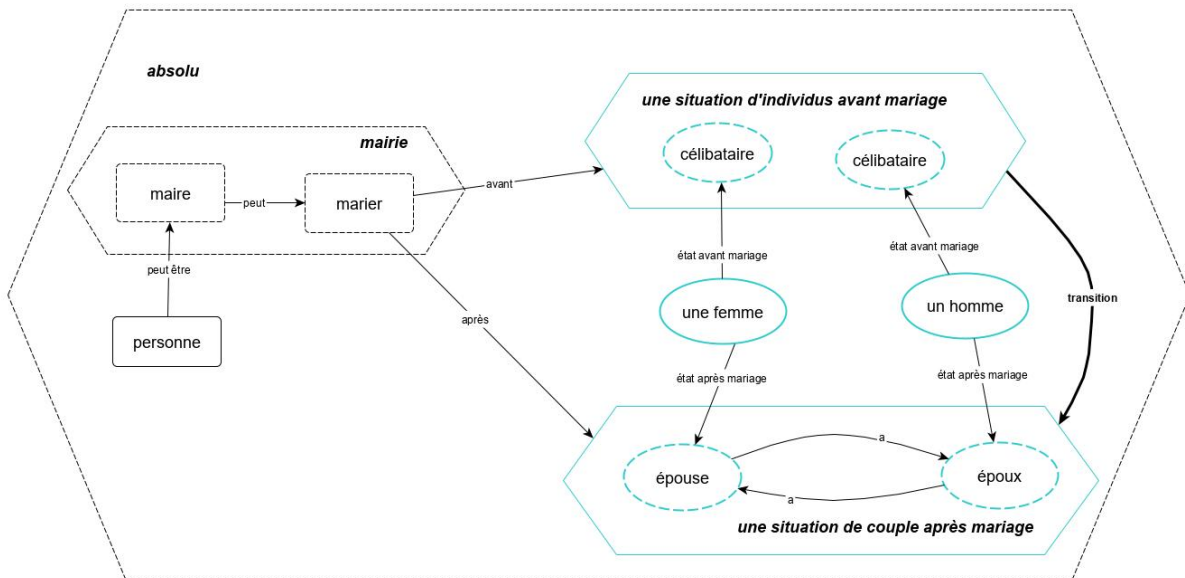 absolu
une situation d'individus avant mariage
mairie
célibataire
célibataire
maire
peut
marier
avant
état avant mariage
état avant mariage
peut être
personne
après
une femme
un homme
transition
état après mariage
état après mariage
a
épouse
époux
a
une situation de couple après mariage